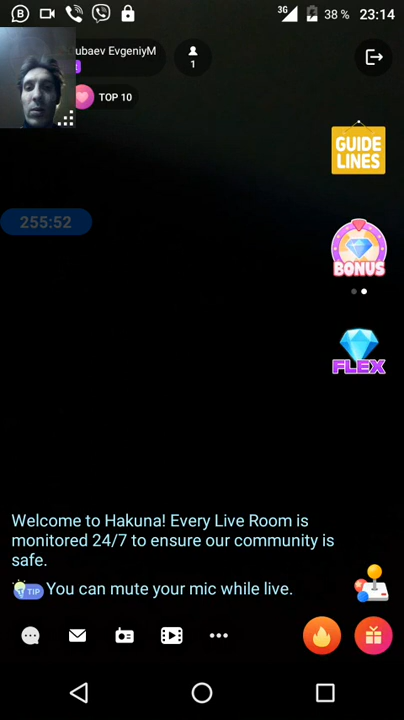 3G 38 % 23:14
ubaev EvgeniyM
1
TOP 10
GUIDE
LINES
255:52
BONUS
FLEX
Welcome to Hakuna! Every Live Room is
monitored 24/7 to ensure our community is
safe.
TIP You can mute your mic while live.